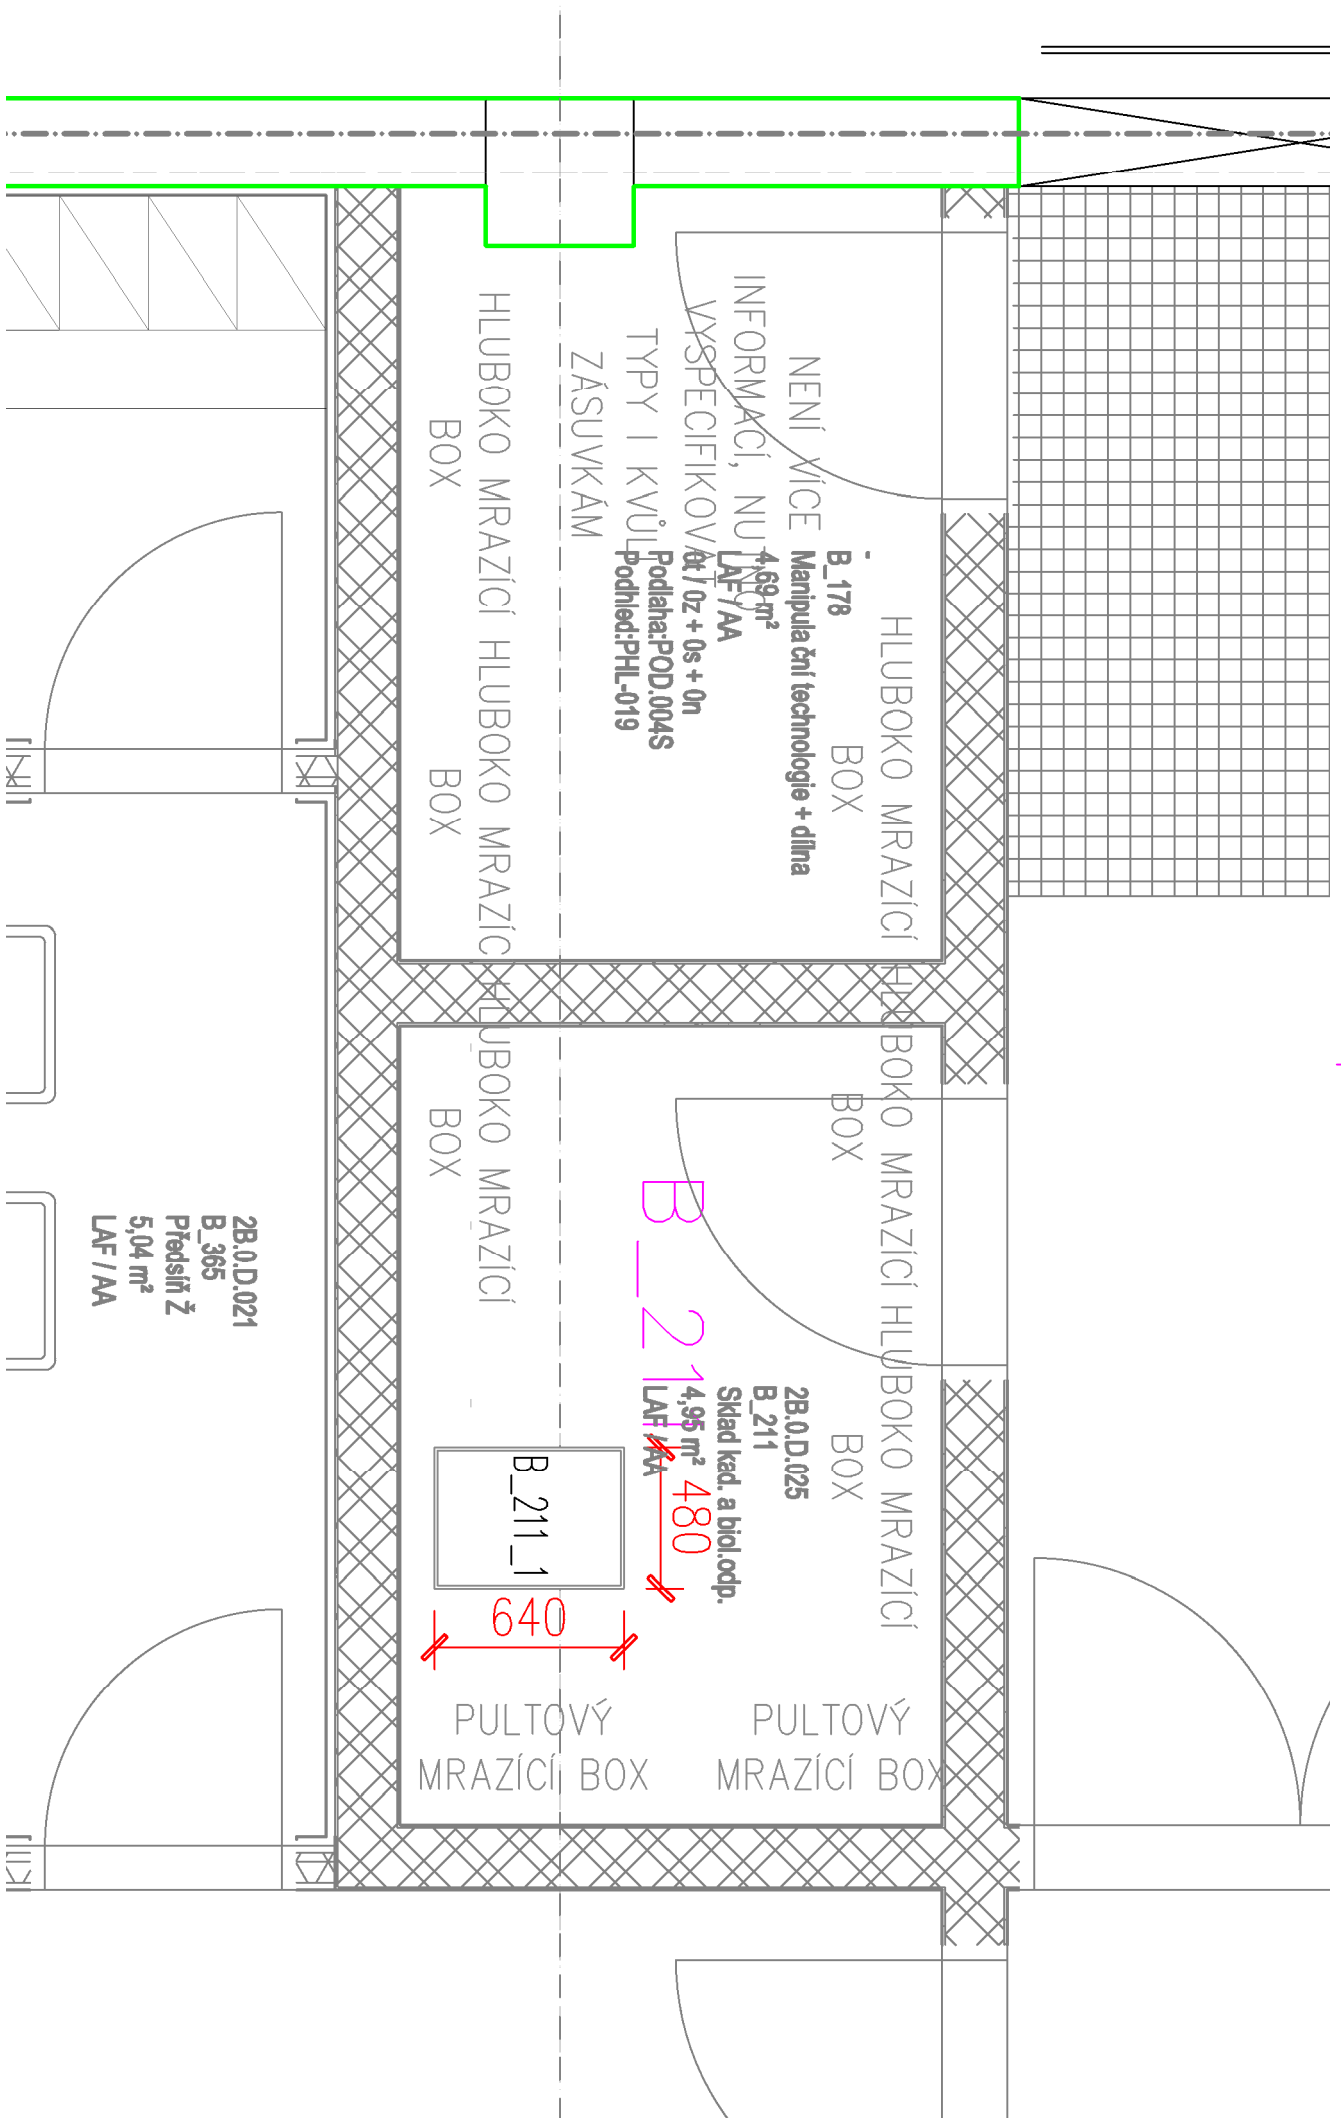 NENÍ VÍCE
INFORMACÍ, NUTNO
VYSPECIFIKOVAT
TYPY I KVŮLI
ZÁSUVKÁM
HLUBOKO MRAZÍCÍ
BOX
HLUBOKO MRAZÍC
BOX
HLUBOKO MRAZÍCÍ
BOX
-
B_178
Manipulační technologie + dílna
4,69 m²
LAF / AA
0t / 0z + 0s + 0n
Podlaha:POD.004S
Podhled:PHL-019
HLUBOKO MRAZÍCÍ
BOX
HLUBOKO MRAZÍCÍ
BOX
HLUBOKO MRAZÍCÍ
BOX
B_211
2B.0.D.025
B_211
Sklad kad. a biol.odp.
4,95 m²
LAF / AA
480
B_211_1
640
PULTOVÝ
MRAZÍCÍ BOX
PULTOVÝ
MRAZÍCÍ BOX
2B.0.D.021
B_365
Předsíň Ž
5,04 m²
LAF / AA